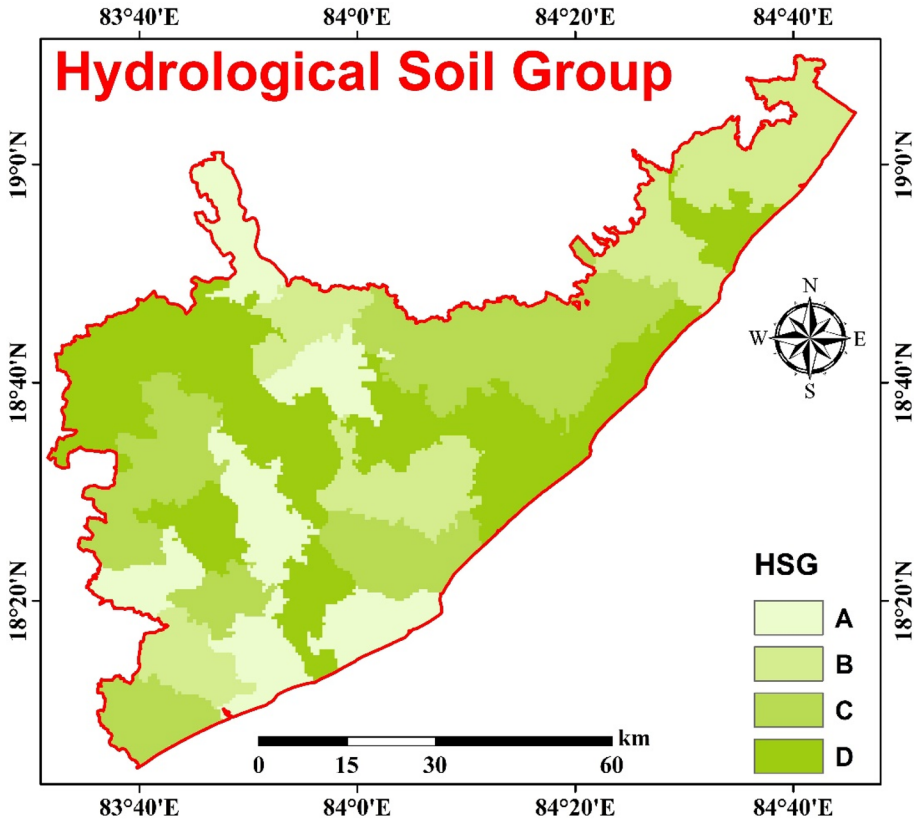 83°40'E 84°0'E 84°20'E 84°40'E
Hydrological Soil Group
19°0'N 19°0'N
N
W E
S
18°40'N 18°40'N
HSG
18°20'N 18°20'N
A
B
C
D
km
0 15 30 60
83°40'E 84°0'E 84°20'E 84°40'E